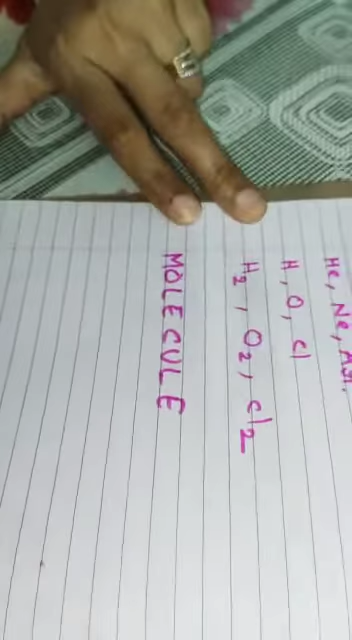 He, Ne,
H, O, Cl
H2, O2, Cl2
MOLECULE